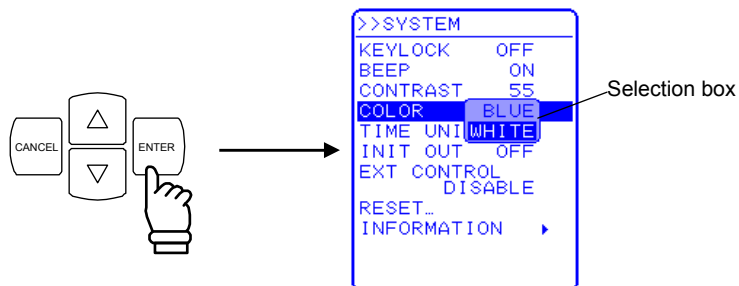 CANCEL
△
▽
ENTER
>>SYSTEM
KEYLOCK OFF
BEEP ON
CONTRAST 55
COLOR BLUE
TIME UNI WHITE
INIT OUT OFF
EXT CONTROL
DISABLE
RESET…
INFORMATION ▸
Selection box